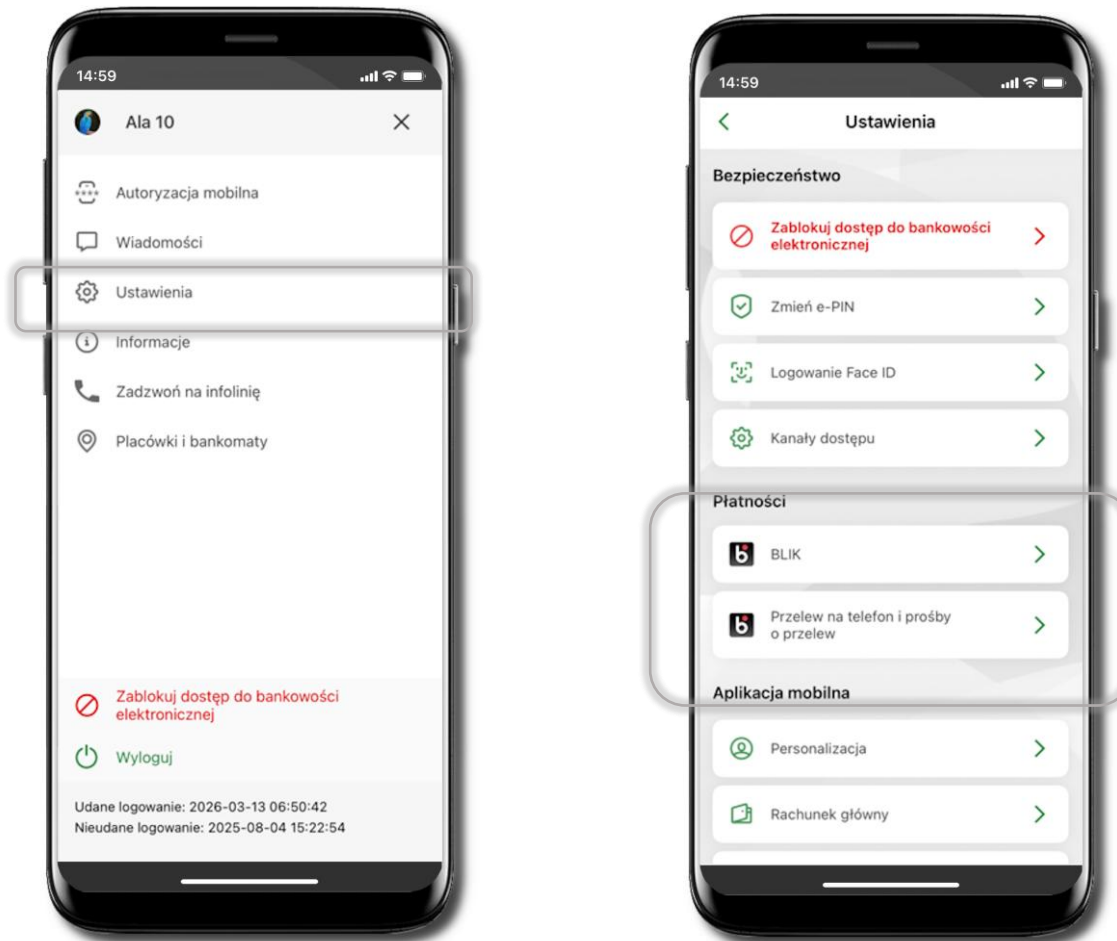 14:59
Ala 10
Autoryzacja mobilna
Wiadomości
Ustawienia
Informacje
Zadzwoń na infolinię
Placówki i bankomaty
Zablokuj dostęp do bankowości
elektronicznej
Wyloguj
Udane logowanie: 2026-03-13 06:50:42
Nieudane logowanie: 2025-08-04 15:22:54
14:59
Ustawienia
Bezpieczeństwo
Zablokuj dostęp do bankowości
elektronicznej
Zmień e-PIN
Logowanie Face ID
Kanały dostępu
Płatności
BLIK
Przelew na telefon i prośby
o przelew
Aplikacja mobilna
Personalizacja
Rachunek główny